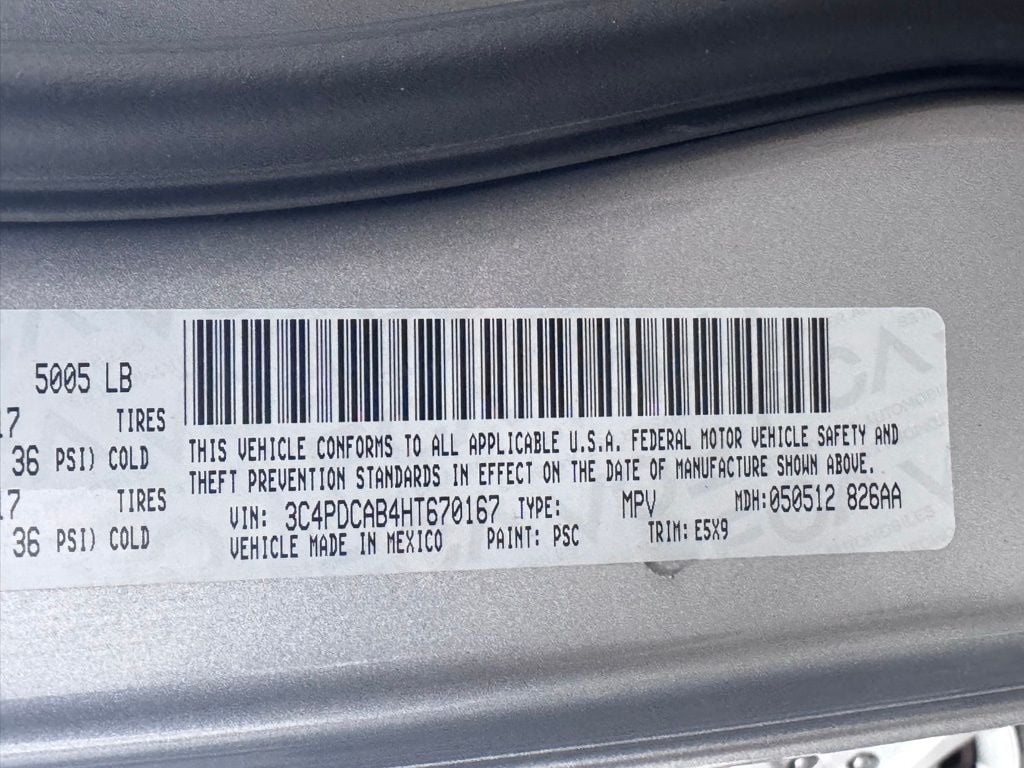 5005 LB
17 TIRES
36 PSI) COLD
17 TIRES
36 PSI) COLD
THIS VEHICLE CONFORMS TO ALL APPLICABLE U.S.A. FEDERAL MOTOR VEHICLE SAFETY AND
THEFT PREVENTION STANDARDS IN EFFECT ON THE DATE OF MANUFACTURE SHOWN ABOVE.
VIN: 3C4PDCAB4HT670167 TYPE: MPV MDH: 050512 826AA
VEHICLE MADE IN MEXICO PAINT: PSC TRIM: E5X9